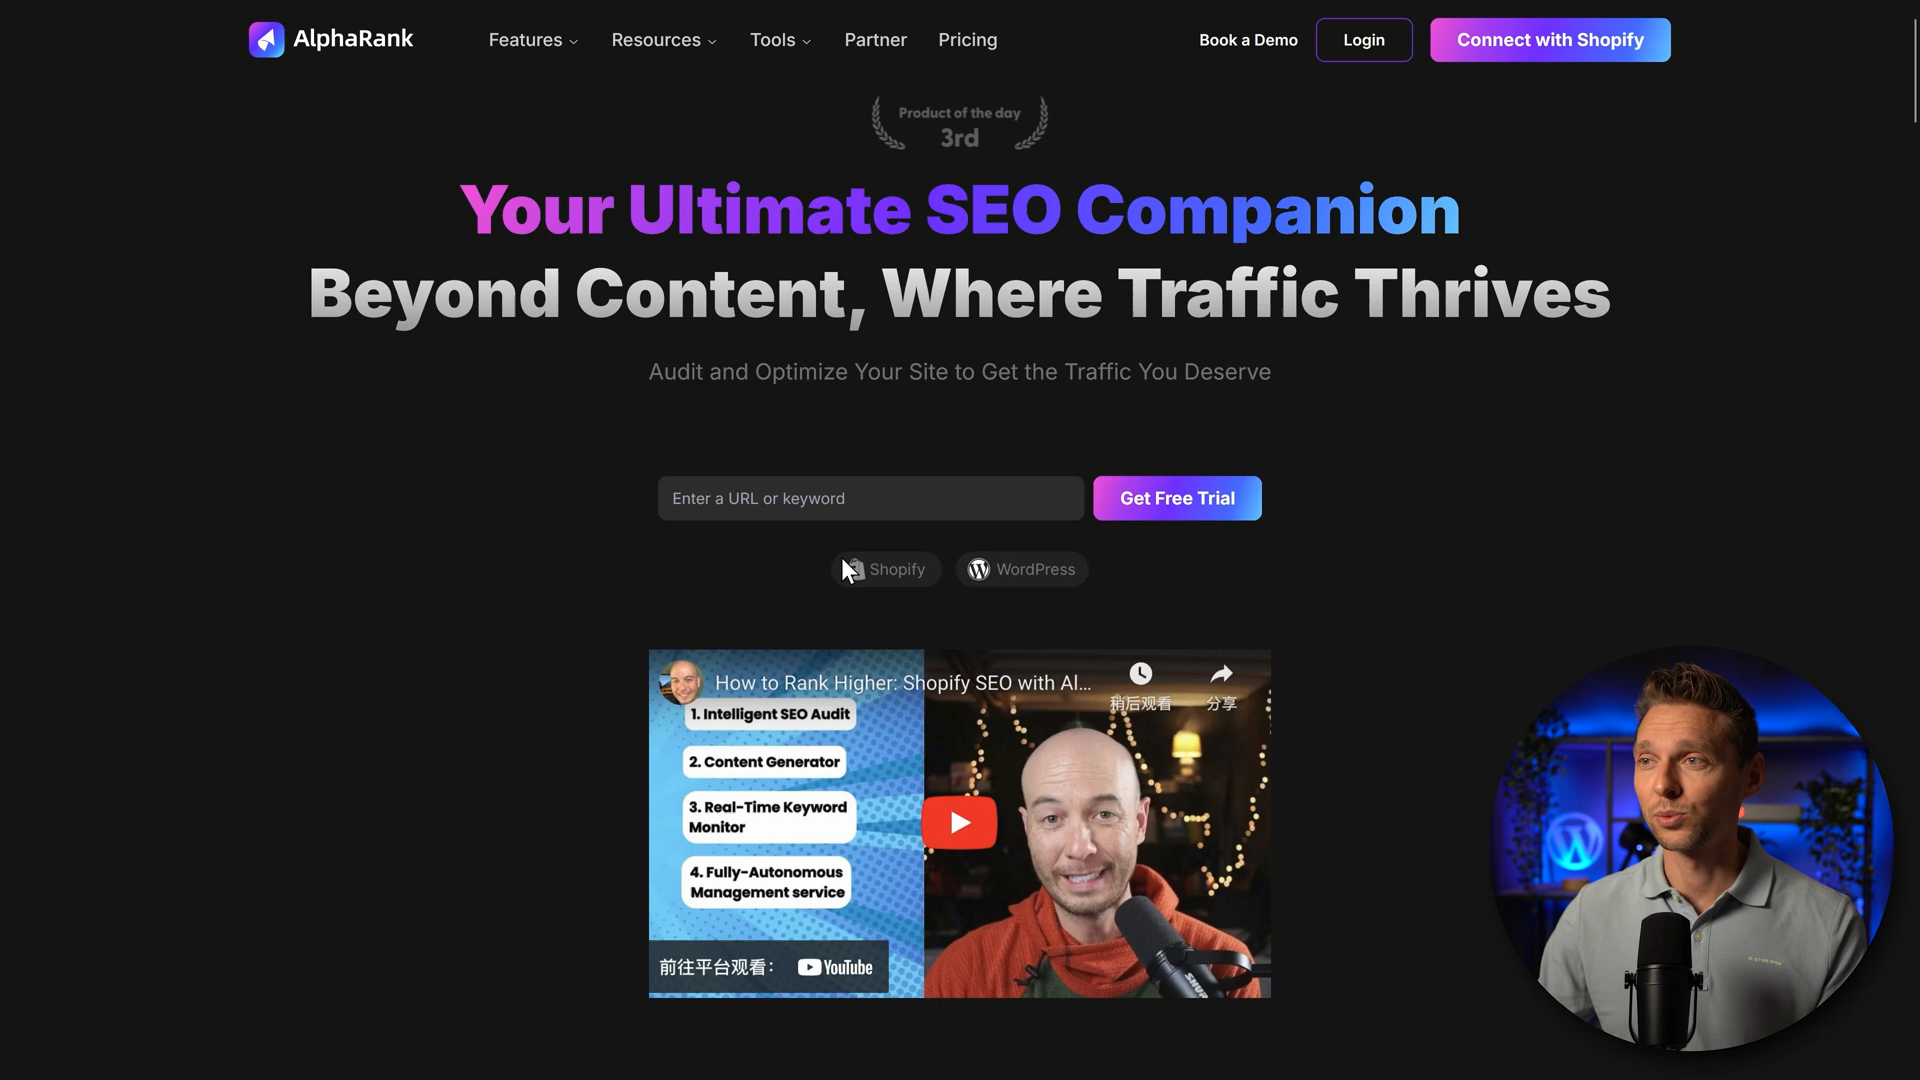 AlphaRank
Features
Resources
Tools
Partner
Pricing
Book a Demo
Login
Connect with Shopify
Product of the day
3rd
Your Ultimate SEO Companion
Beyond Content, Where Traffic Thrives
Audit and Optimize Your Site to Get the Traffic You Deserve
Enter a URL or keyword
Get Free Trial
Shopify
WordPress
How to Rank Higher: Shopify SEO with Al...
稍后观看
分享
1. Intelligent SEO Audit
2. Content Generator
3. Real-Time Keyword
Monitor
4. Fully-Autonomous
Management service
前往平台观看：
YouTube